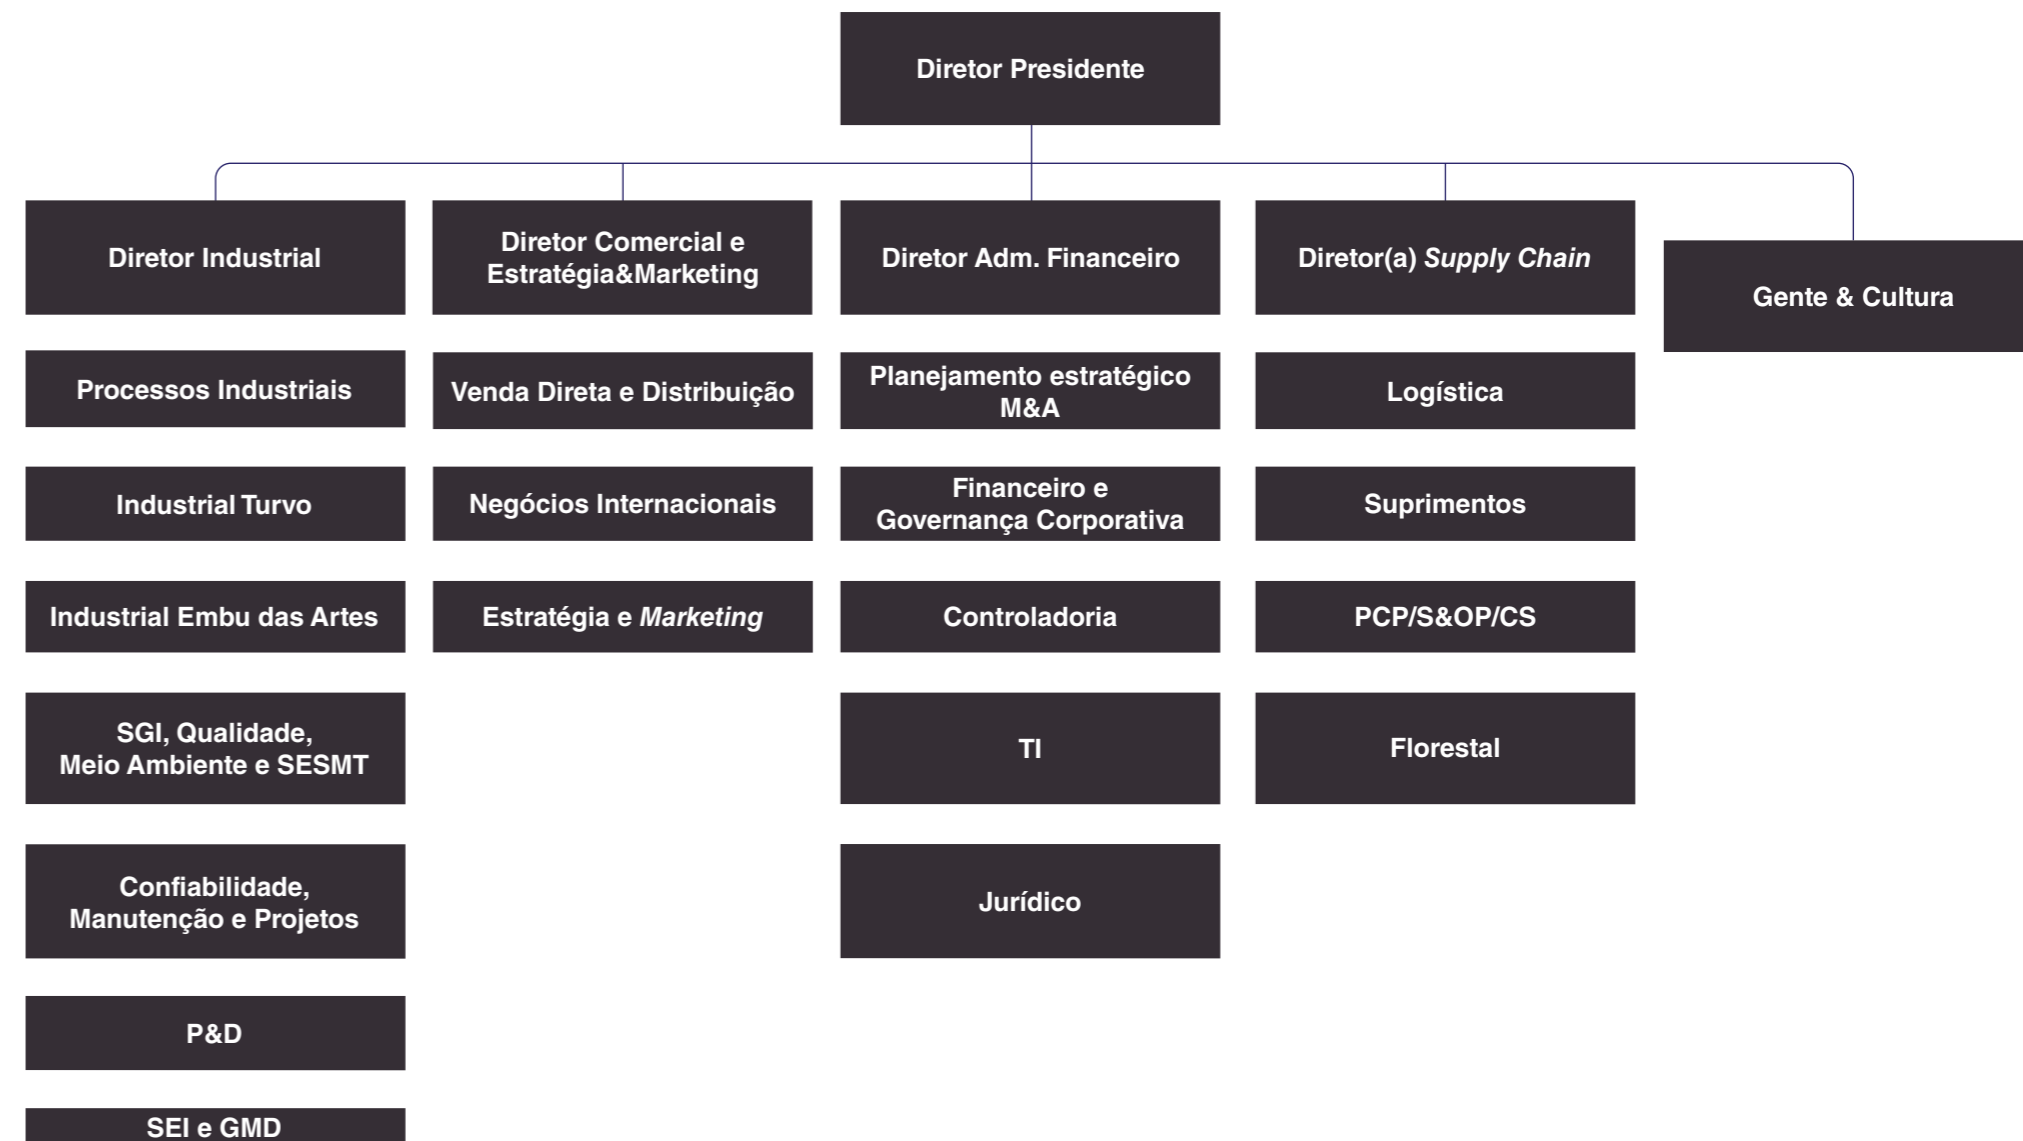 Diretor Presidente
Diretor Industrial
Diretor Comercial e
Estratégia&Marketing
Diretor Adm. Financeiro
Diretor(a) Supply Chain
Gente & Cultura
Processos Industriais
Industrial Turvo
Industrial Embu das Artes
SGI, Qualidade,
Meio Ambiente e SESMT
Confiabilidade,
Manutenção e Projetos
P&D
SEI e GMD
Venda Direta e Distribuição
Negócios Internacionais
Estratégia e Marketing
Planejamento estratégico
M&A
Financeiro e
Governança Corporativa
Controladoria
TI
Jurídico
Logística
Suprimentos
PCP/S&OP/CS
Florestal